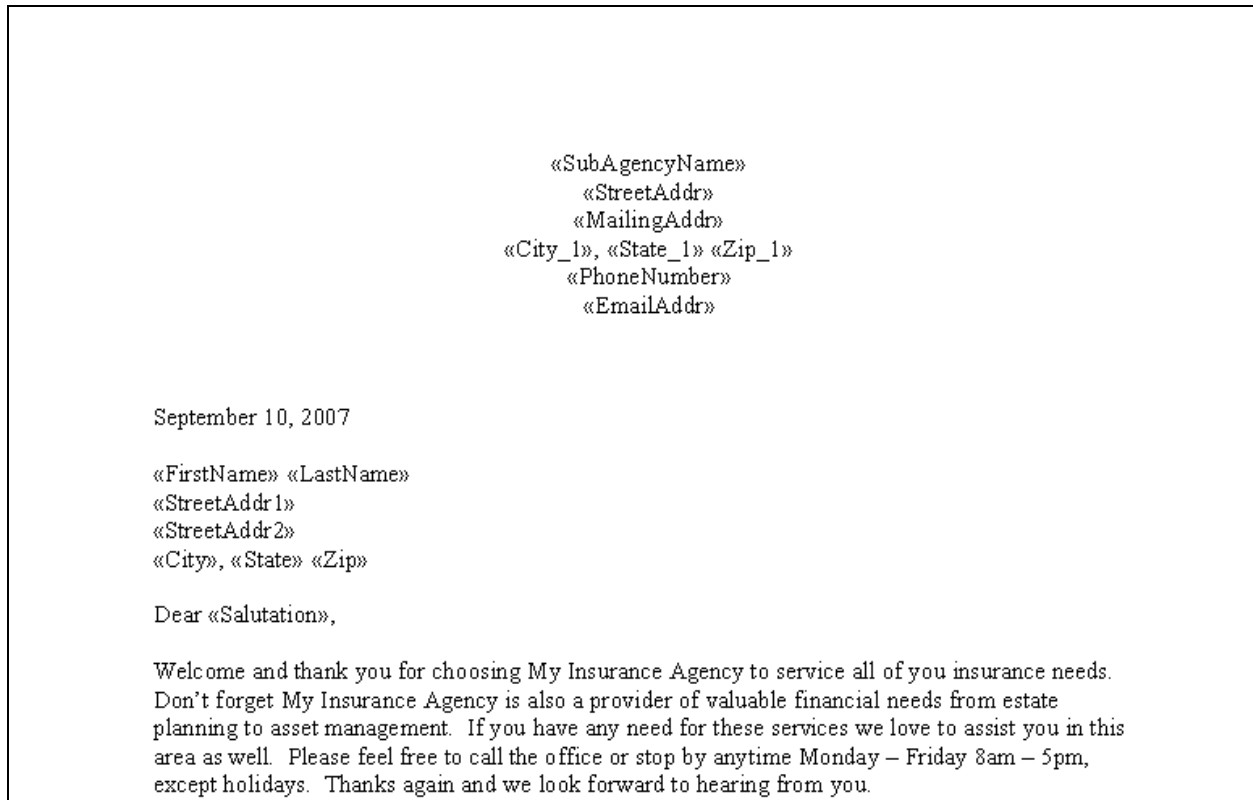 «SubAgencyName»
«StreetAddr»
«MailingAddr»
«City_1», «State_1» «Zip_1»
«PhoneNumber»
«EmailAddr»
September 10, 2007
«FirstName» «LastName»
«StreetAddr1»
«StreetAddr2»
«City», «State» «Zip»
Dear «Salutation»,
Welcome and thank you for choosing My Insurance Agency to service all of you insurance needs.
Don’t forget My Insurance Agency is also a provider of valuable financial needs from estate
planning to asset management.  If you have any need for these services we love to assist you in this
area as well.  Please feel free to call the office or stop by anytime Monday – Friday 8am – 5pm,
except holidays.  Thanks again and we look forward to hearing from you.